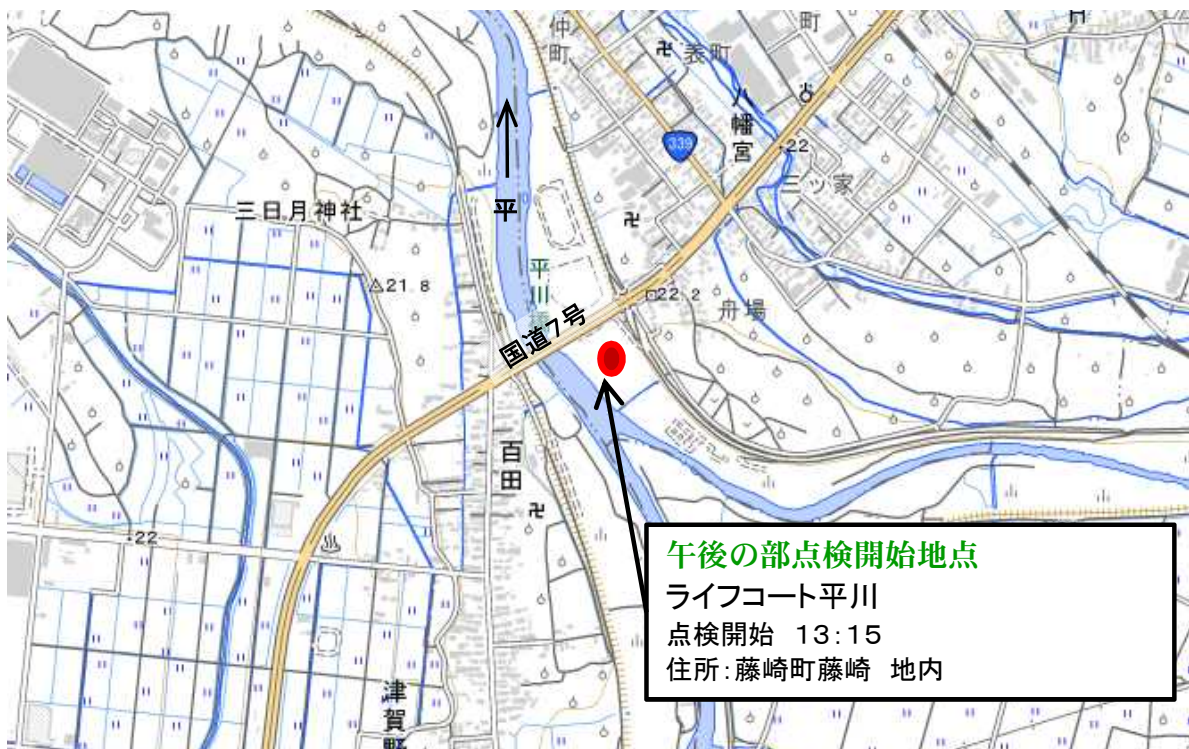 仲町
表町
町
八幡宮
339
22
三ツ家
三日月神社
平
平川
21.8
国道7号
22.2
舟場
百田
22
津賀野
午後の部点検開始地点
ライフコート平川
点検開始 13:15
住所:藤崎町藤崎 地内